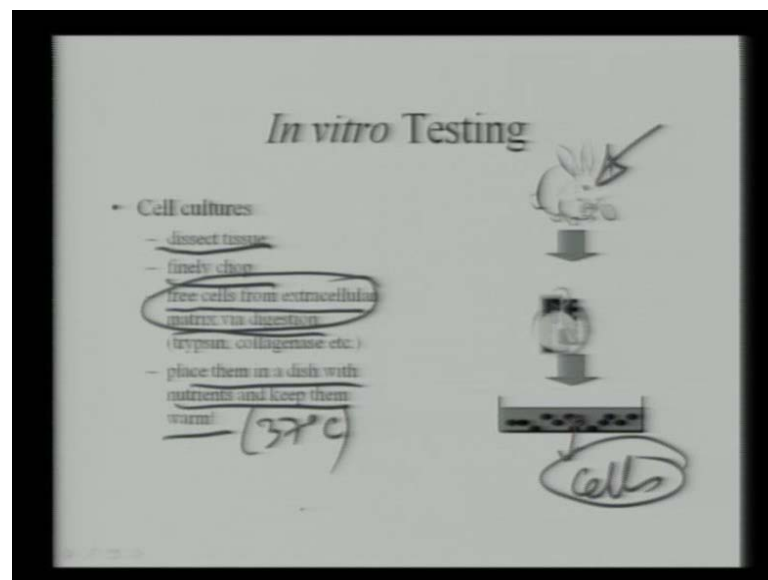 In vitro Testing
• Cell cultures
– dissect tissue
– finely chop
free cells from extracellular
matrix via digestion
(trypsin, collagenase etc.)
– place them in a dish with
nutrients and keep them
warm!
(37°C)
cells